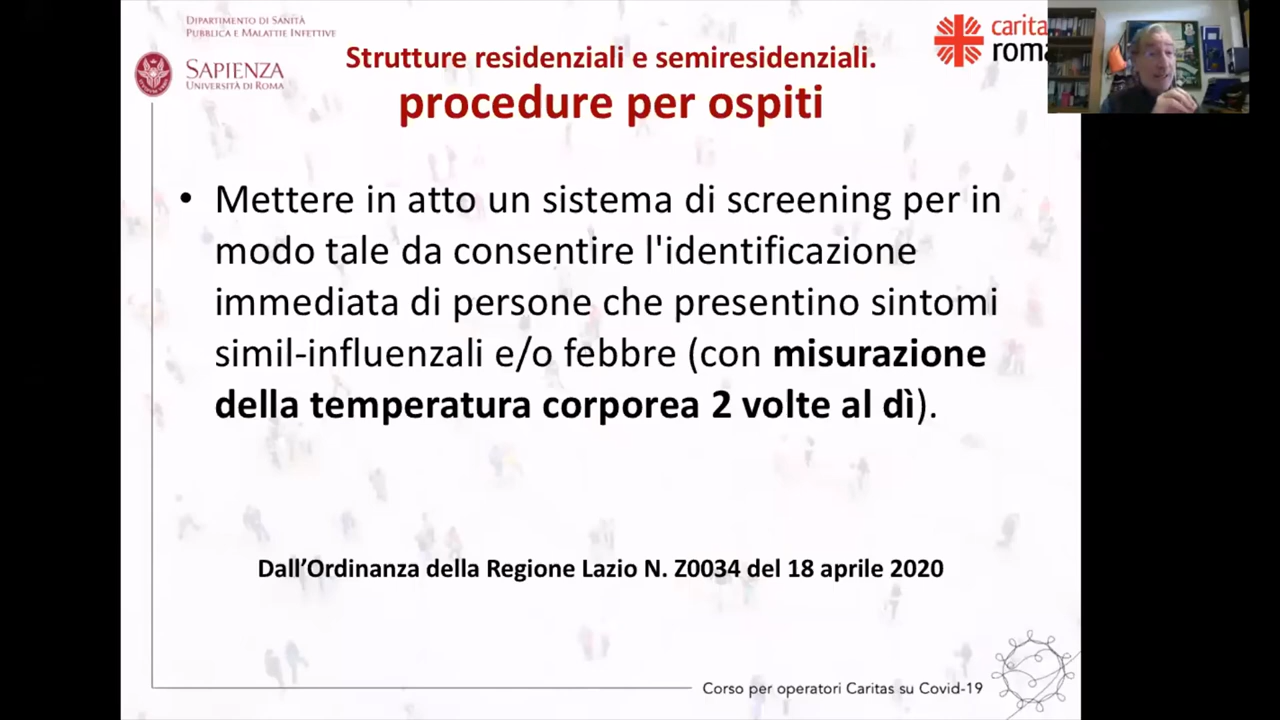 Dipartimento di Sanità
Pubblica e Malattie Infettive
Sapienza
Università di Roma
caritas
roma
Strutture residenziali e semiresidenziali.
procedure per ospiti
• Mettere in atto un sistema di screening per in
modo tale da consentire l'identificazione
immediata di persone che presentino sintomi
simil-influenzali e/o febbre (con misurazione
della temperatura corporea 2 volte al dì).
Dall’Ordinanza della Regione Lazio N. Z0034 del 18 aprile 2020
Corso per operatori Caritas su Covid-19